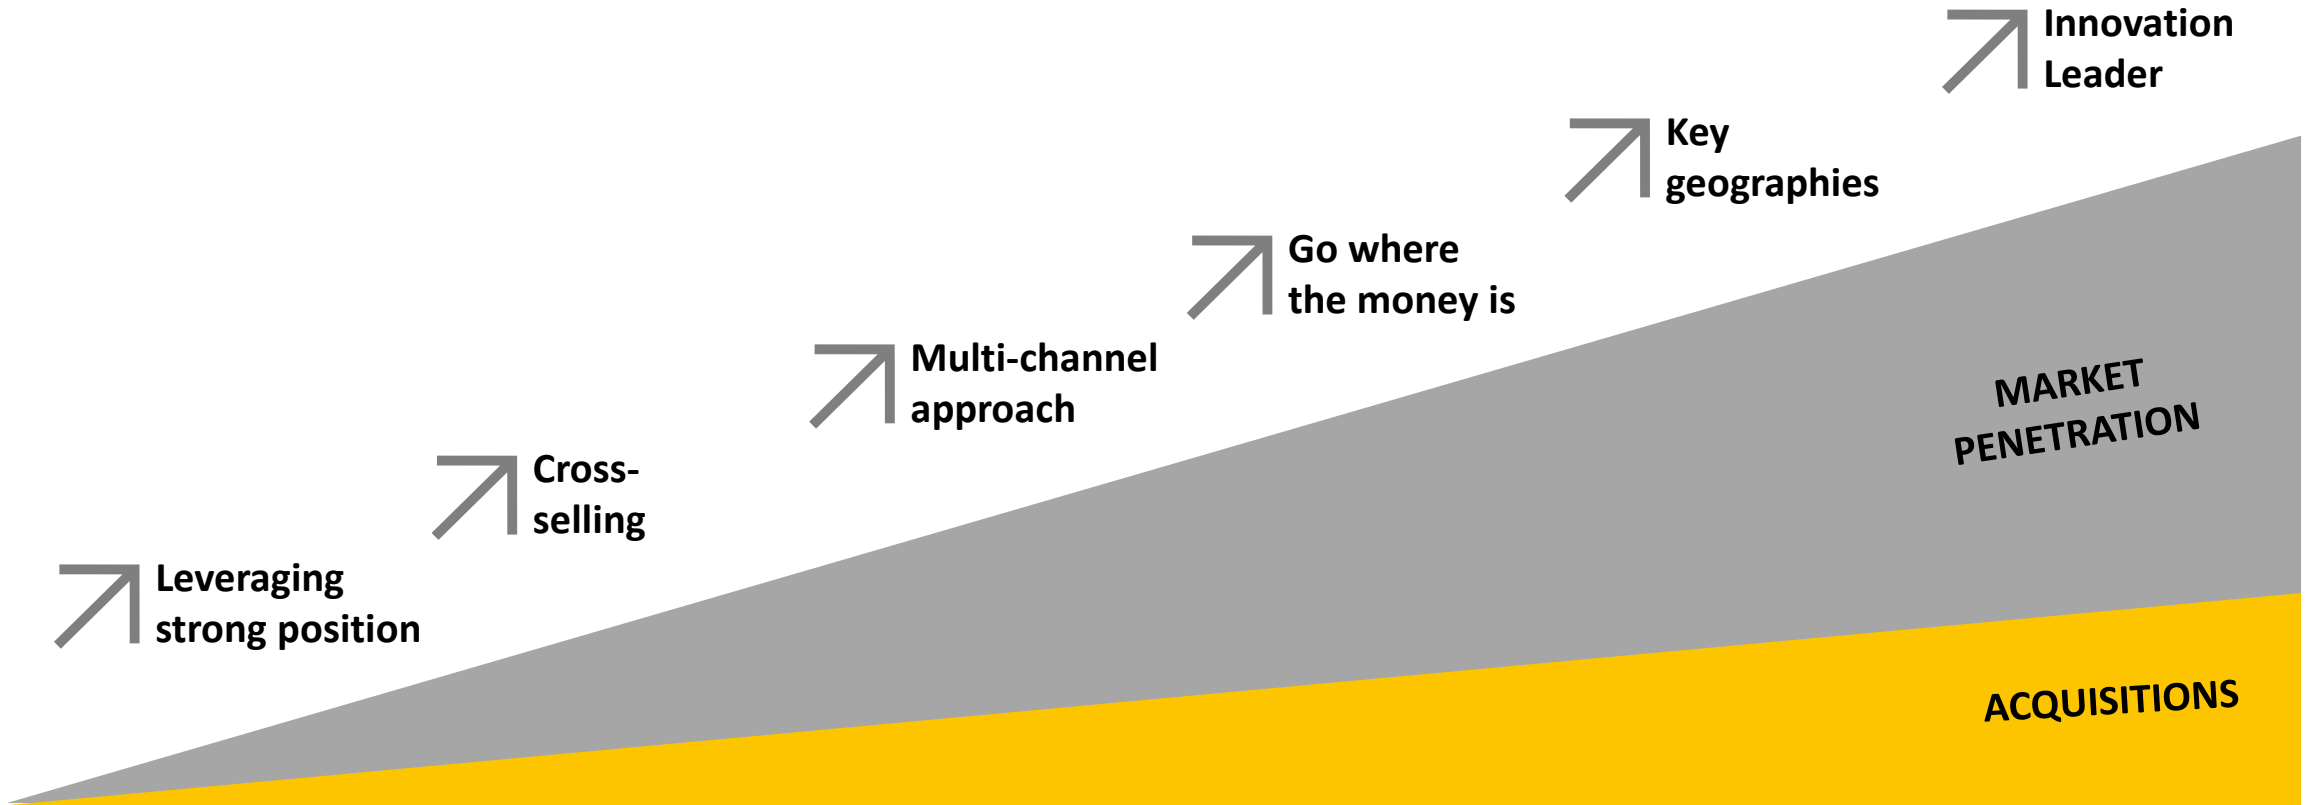 Innovation
Leader
Key
geographies
Go where
the money is
Multi-channel
approach
Cross-
selling
Leveraging
strong position
MARKET
PENETRATION
ACQUISITIONS